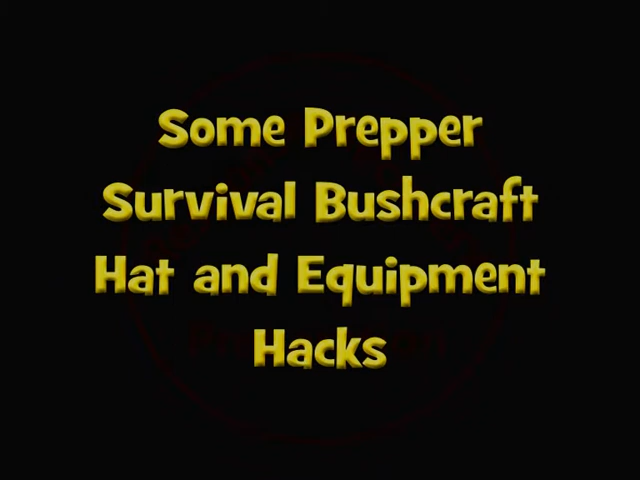 Some Prepper
Survival Bushcraft
Hat and Equipment
Hacks